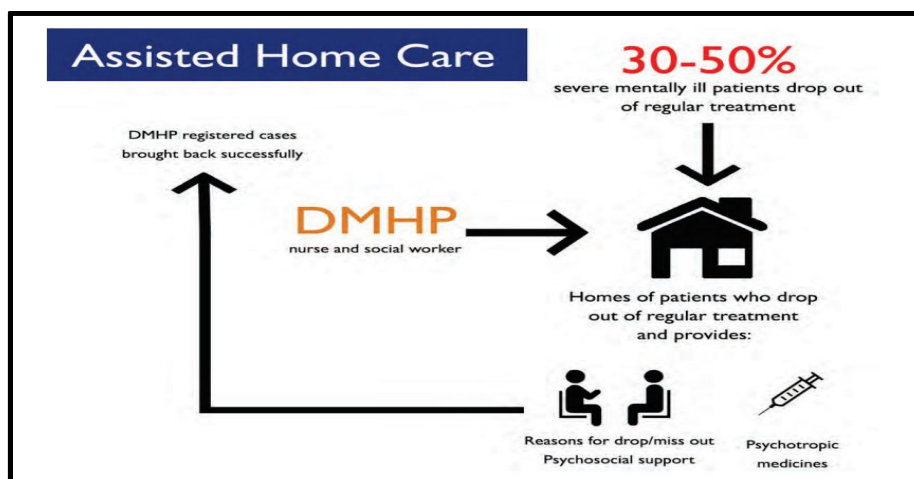 Assisted Home Care
30-50%
severe mentally ill patients drop out
of regular treatment
DMHP registered cases
brought back successfully
DMHP
nurse and social worker
Homes of patients who drop
out of regular treatment
and provides:
Reasons for drop/miss out
Psychosocial support
Psychotropic
medicines